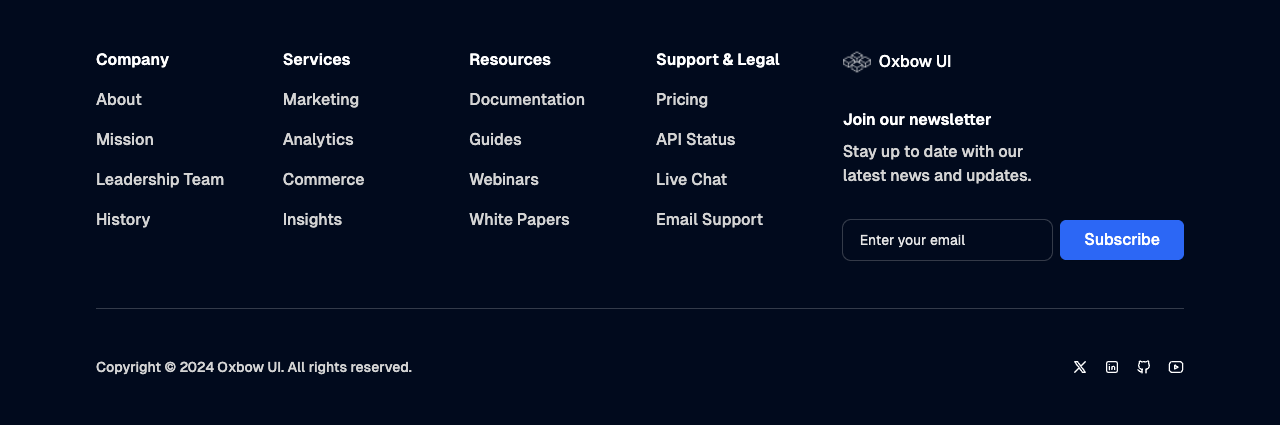 Company
About
Mission
Leadership Team
History
Services
Marketing
Analytics
Commerce
Insights
Resources
Documentation
Guides
Webinars
White Papers
Support & Legal
Pricing
API Status
Live Chat
Email Support
Oxbow UI
Join our newsletter
Stay up to date with our
latest news and updates.
Enter your email
Subscribe
Copyright © 2024 Oxbow UI. All rights reserved.